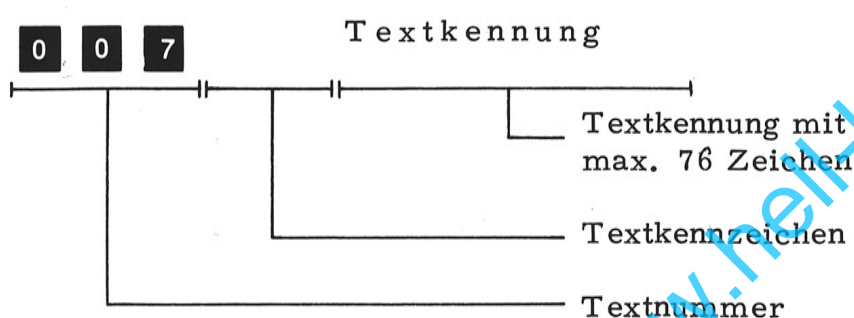 0 0 7 Textkennung
Textkennung mit
max. 76 Zeichen
Textkennzeichen
Textnummer